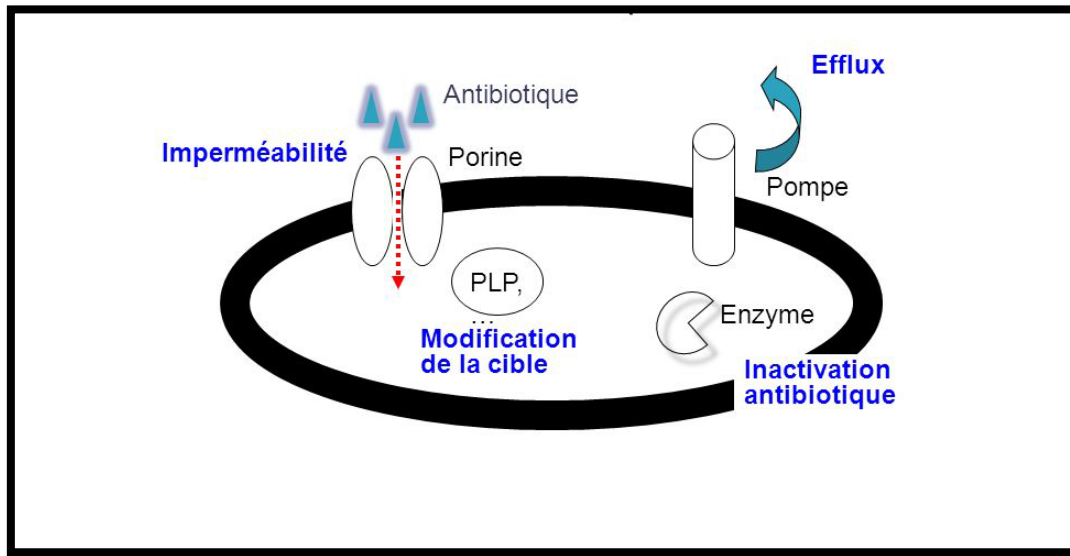 Efflux
Antibiotique
Imperméabilité
Porine
Pompe
PLP,
...
Enzyme
Modification
de la cible
Inactivation
antibiotique